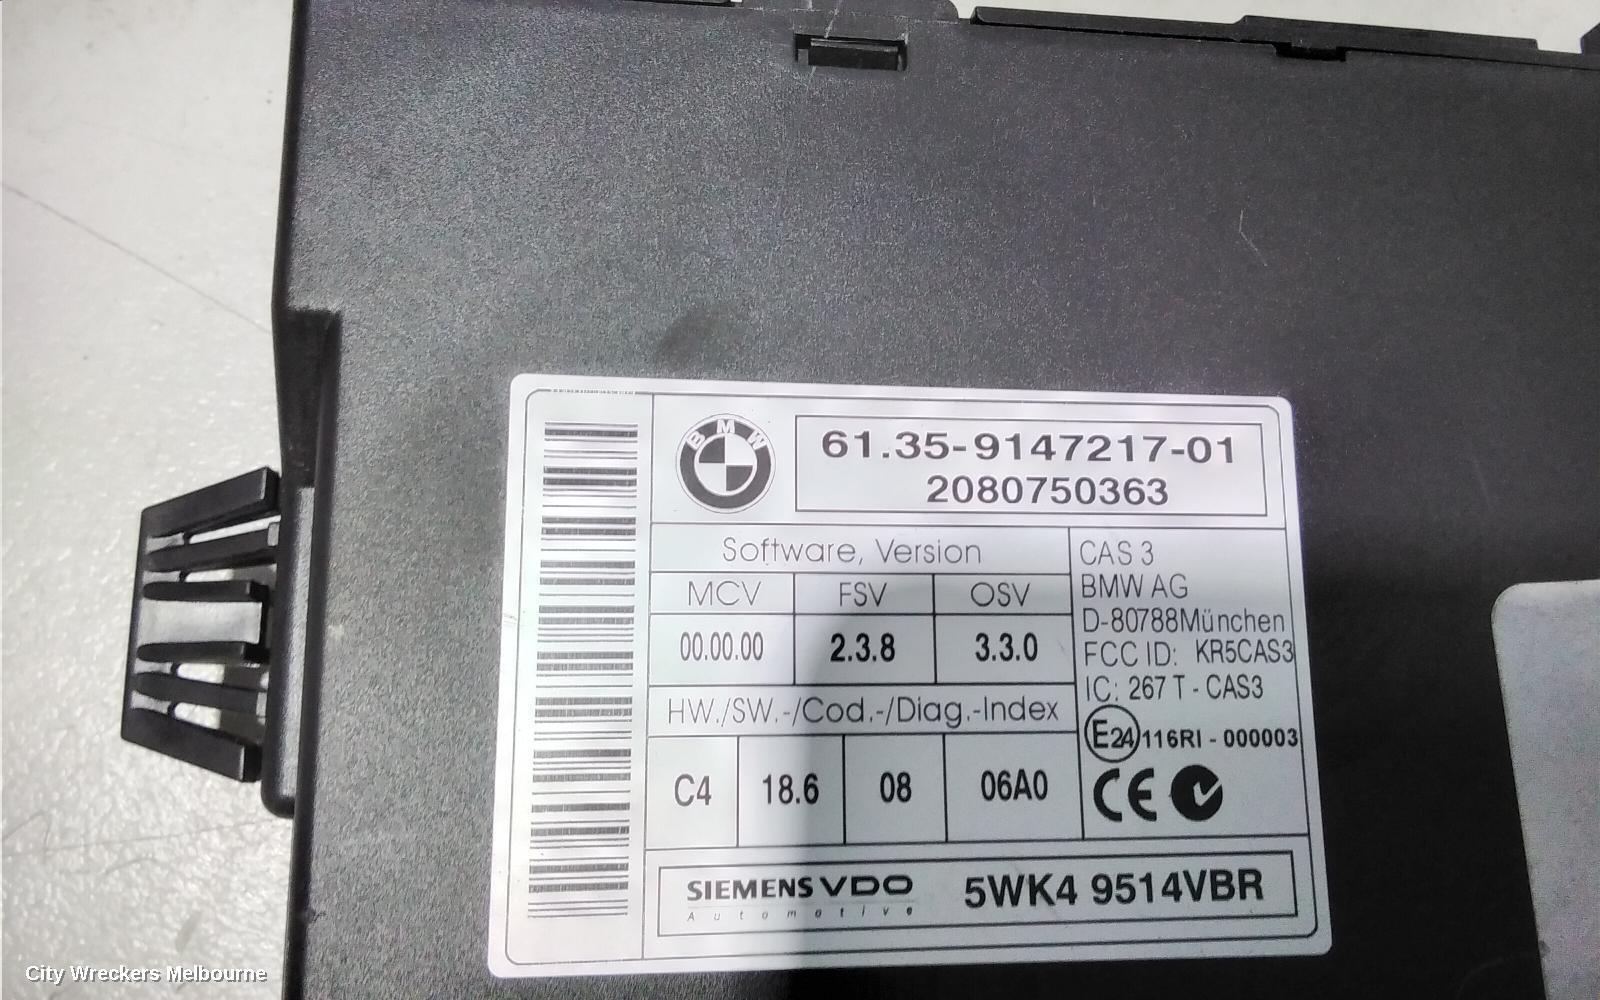 BMW
61.35-9147217-01
2080750363
Software, Version
MCV FSV OSV
00.00.00 2.3.8 3.3.0
CAS 3
BMW AG
D-80788München
FCC ID: KR5CAS3
IC: 267 T - CAS3
E24 116RI - 000003
CE
HW./SW.-/Cod.-/Diag.-Index
C4 18.6 08 06A0
SIEMENS VDO
Automotive
5WK4 9514VBR
City Wreckers Melbourne